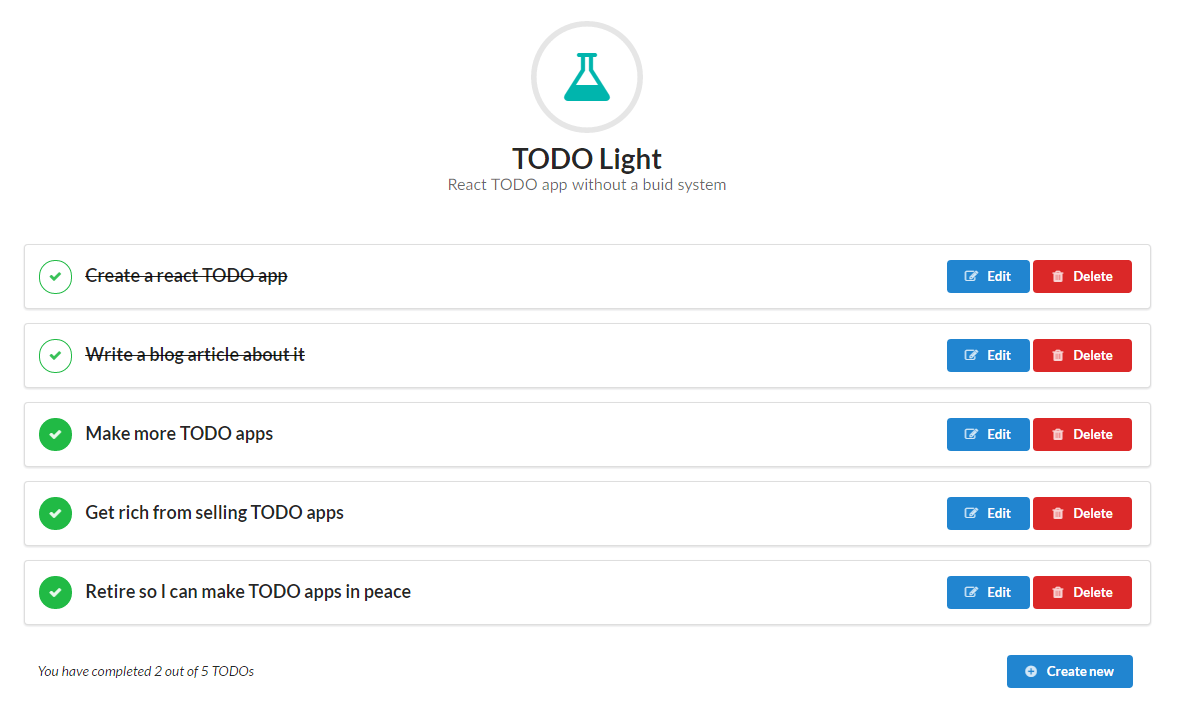 TODO Light
React TODO app without a buid system
Create a react TODO app Edit Delete
Write a blog article about it Edit Delete
Make more TODO apps Edit Delete
Get rich from selling TODO apps Edit Delete
Retire so I can make TODO apps in peace Edit Delete
You have completed 2 out of 5 TODOs Create new